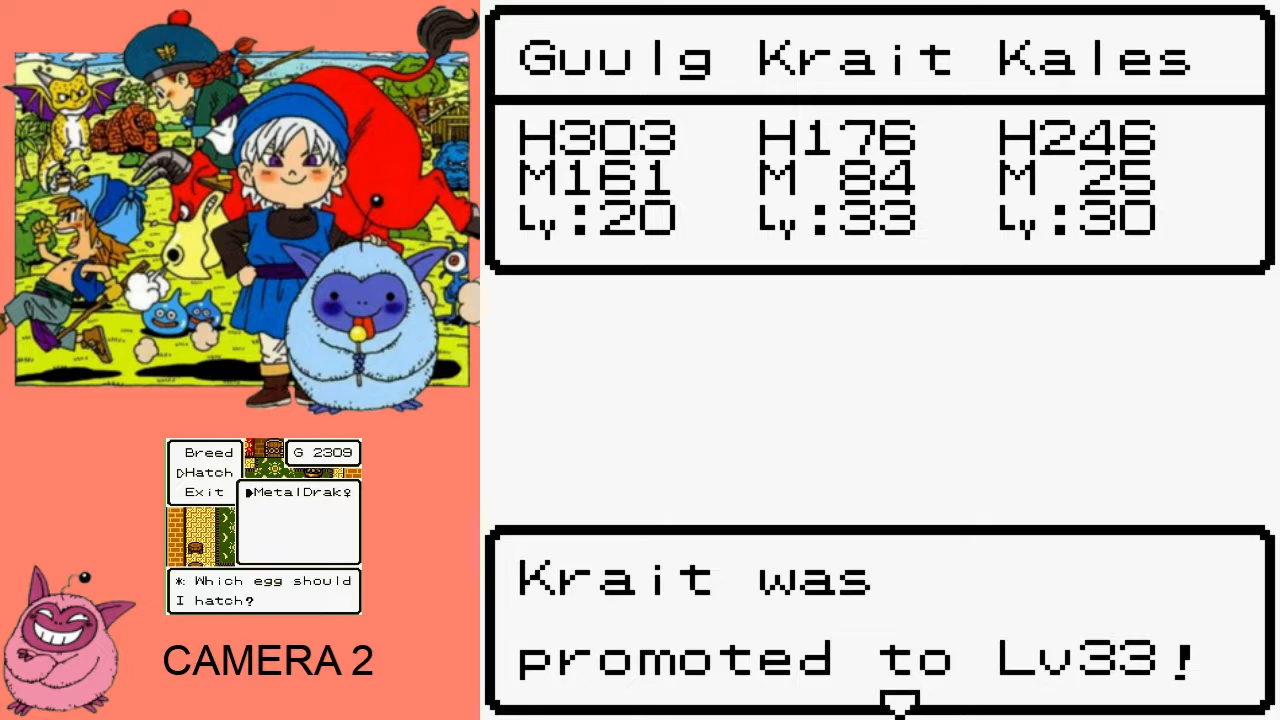 Guulg Krait Kales
H303 H176 H246
M161 M 84 M 25
Lv:20 Lv:33 Lv:30
Krait was
promoted to Lv33!
Breed
Hatch
Exit
G 2309
MetalDrak♀
*: Which egg should
I hatch?
CAMERA 2